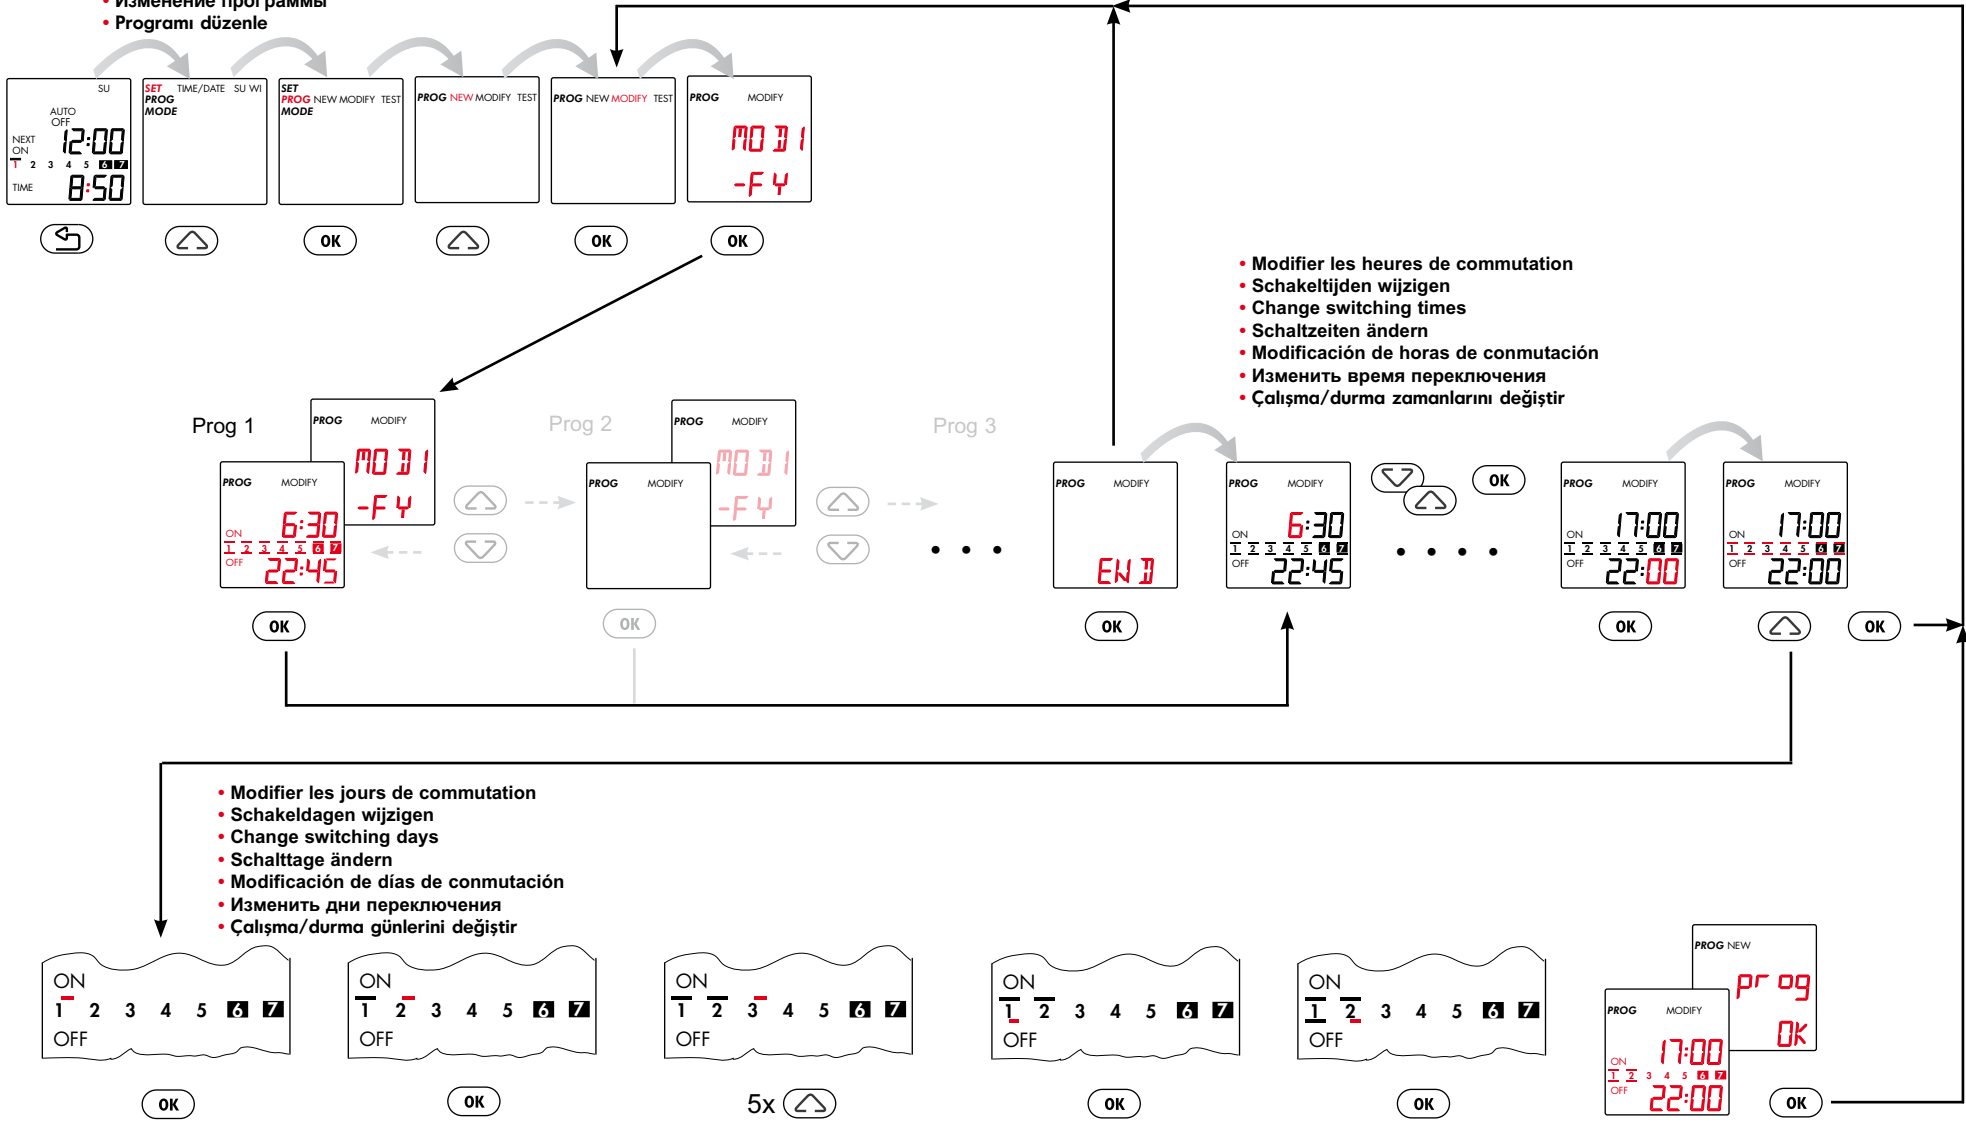 • Изменение программы
• Programı düzenle
SU
AUTO
OFF
NEXT
ON
12:00
1 2 3 4 5 6 7
TIME
8:50
SET TIME/DATE SU WI
PROG
MODE
SET
PROG NEW MODIFY TEST
MODE
PROG NEW MODIFY TEST
PROG NEW MODIFY TEST
PROG MODIFY
MODI
-FY
OK
OK
OK
• Modifier les heures de commutation
• Schakeltijden wijzigen
• Change switching times
• Schaltzeiten ändern
• Modificación de horas de conmutación
• Изменить время переключения
• Çalışma/durma zamanlarını değiştir
Prog 1
PROG MODIFY
MODI
-FY
PROG MODIFY
ON 6:30
1 2 3 4 5 6 7
OFF 22:45
OK
Prog 2
PROG MODIFY
MODI
-FY
PROG MODIFY
OK
Prog 3
PROG MODIFY
END
OK
PROG MODIFY
ON 6:30
1 2 3 4 5 6 7
OFF 22:45
OK
PROG MODIFY
ON 17:00
1 2 3 4 5 6 7
OFF 22:00
OK
PROG MODIFY
ON 17:00
1 2 3 4 5 6 7
OFF 22:00
OK
• Modifier les jours de commutation
• Schakeldagen wijzigen
• Change switching days
• Schalttage ändern
• Modificación de días de conmutación
• Изменить дни переключения
• Çalışma/durma günlerini değiştir
ON
1 2 3 4 5 6 7
OFF
OK
ON
1 2 3 4 5 6 7
OFF
OK
ON
1 2 3 4 5 6 7
OFF
5x
ON
1 2 3 4 5 6 7
OFF
OK
ON
1 2 3 4 5 6 7
OFF
OK
PROG NEW
prog
OK
PROG MODIFY
ON 17:00
1 2 3 4 5 6 7
OFF 22:00
OK